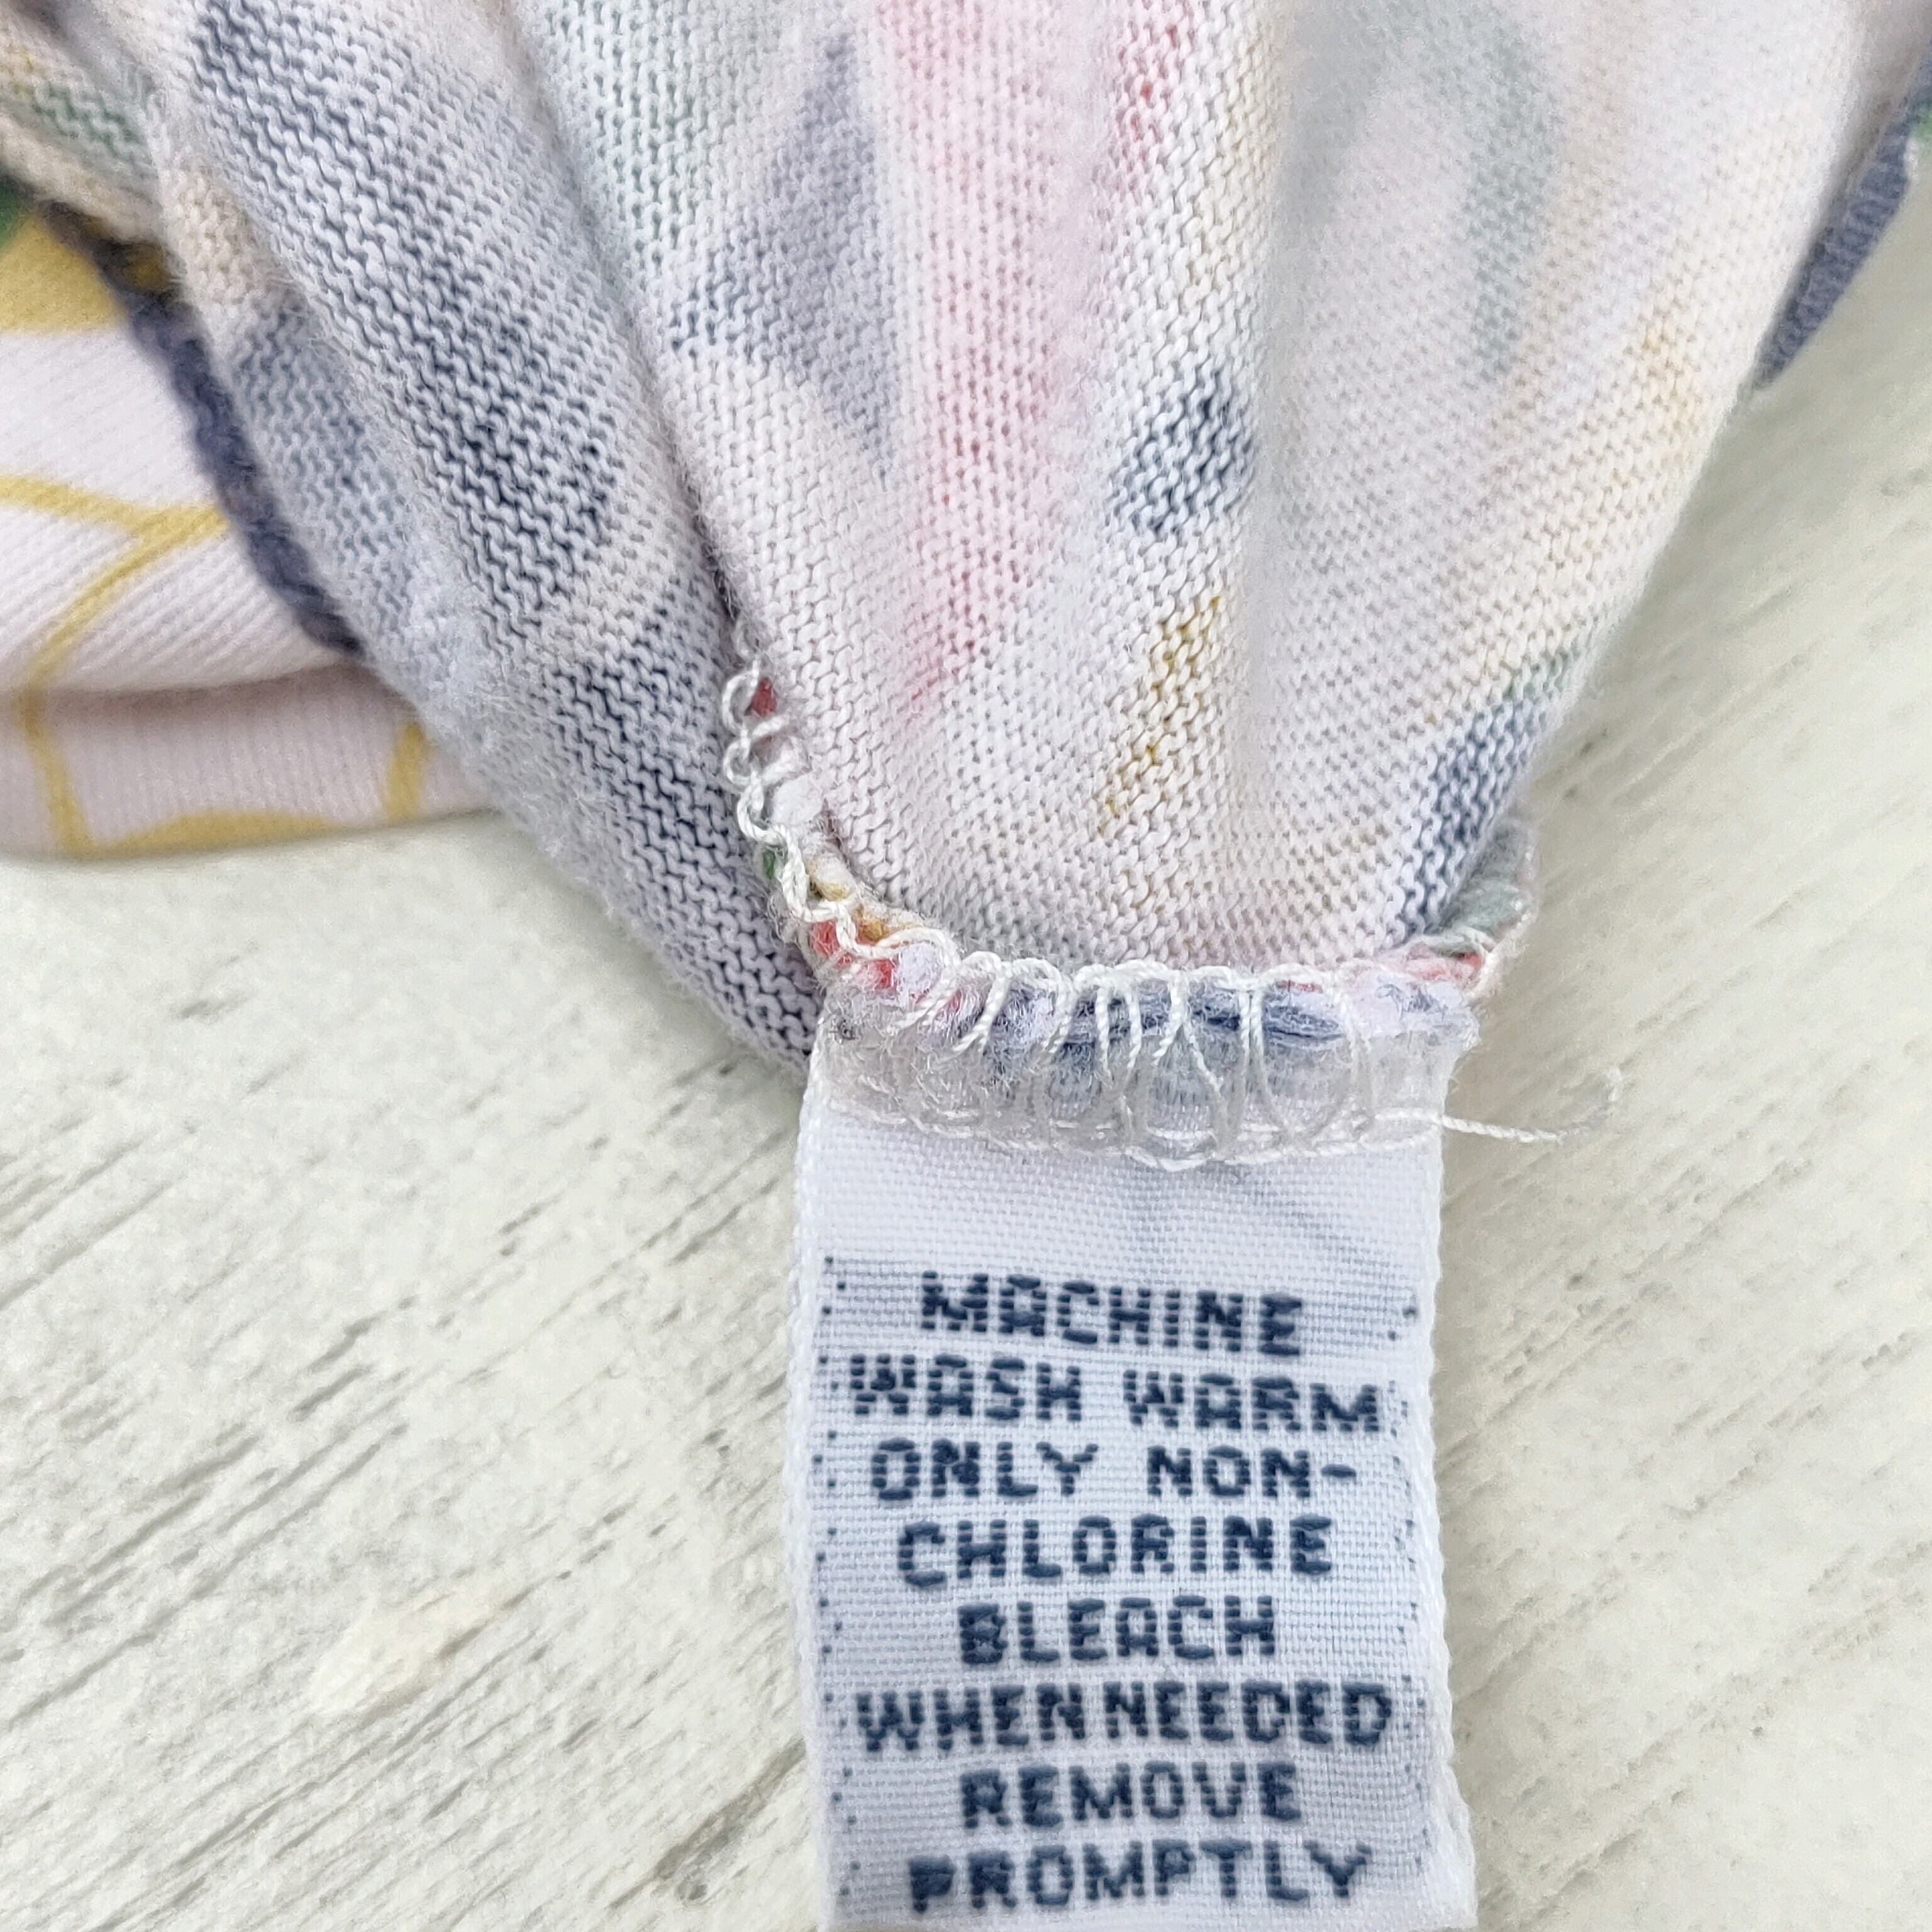 MACHINE
WASH WARM
ONLY NON-
CHLORINE
BLEACH
WHEN NEEDED
REMOVE
PROMPTLY